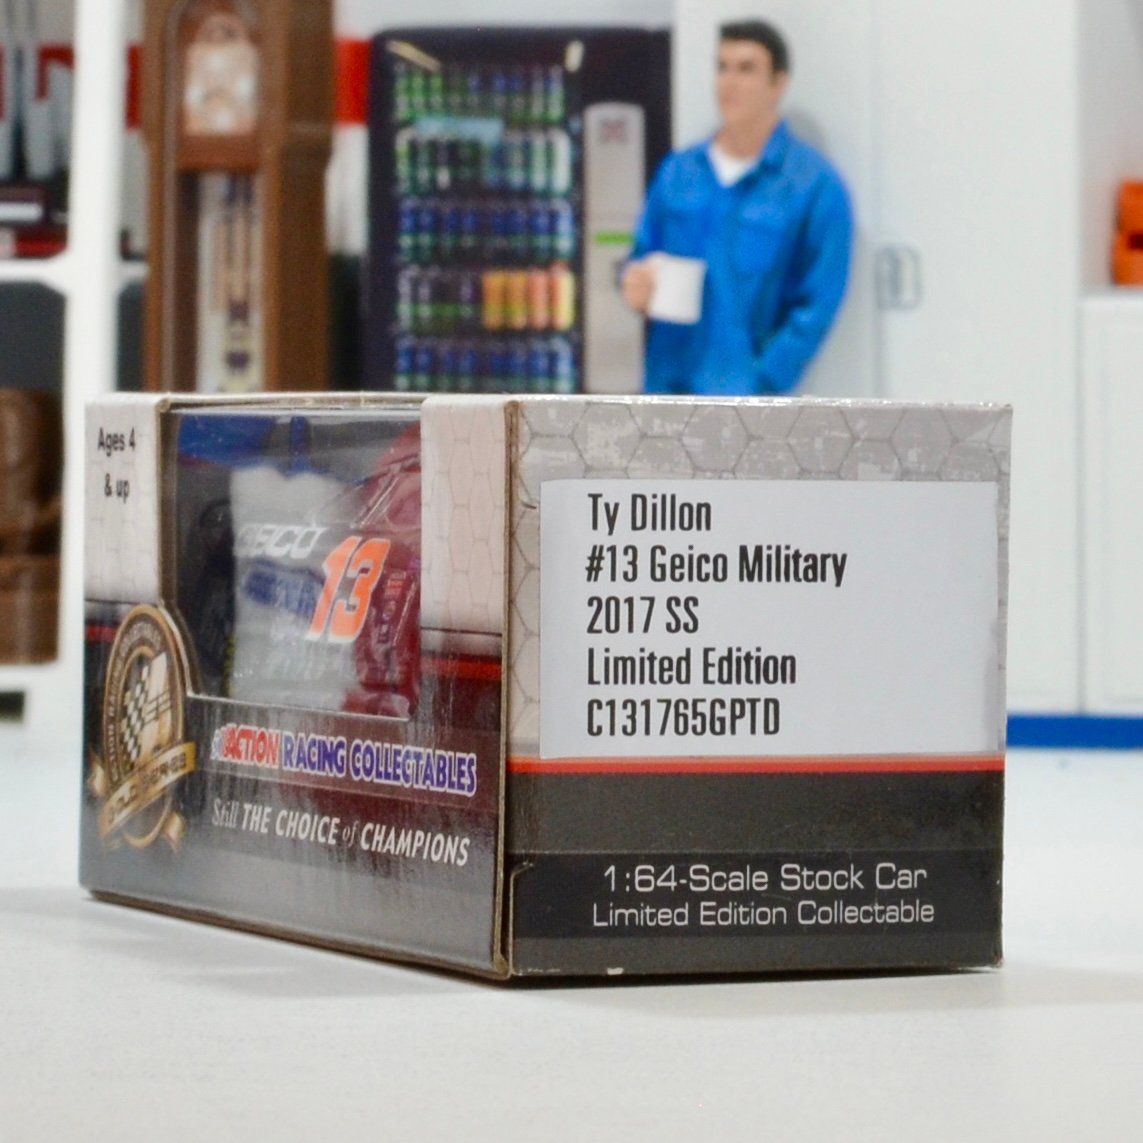 Ages 4
& up
GEICO
13
ACTION RACING COLLECTABLES
Still THE CHOICE of CHAMPIONS
Ty Dillon
#13 Geico Military
2017 SS
Limited Edition
C131765GPTD
1:64-Scale Stock Car
Limited Edition Collectable